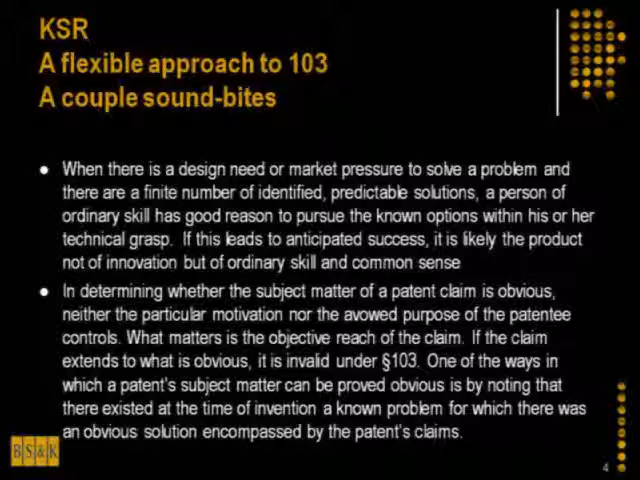 KSR
A flexible approach to 103
A couple sound-bites
● When there is a design need or market pressure to solve a problem and
there are a finite number of identified, predictable solutions, a person of
ordinary skill has good reason to pursue the known options within his or her
technical grasp. If this leads to anticipated success, it is likely the product
not of innovation but of ordinary skill and common sense
● In determining whether the subject matter of a patent claim is obvious,
neither the particular motivation nor the avowed purpose of the patentee
controls. What matters is the objective reach of the claim. If the claim
extends to what is obvious, it is invalid under §103. One of the ways in
which a patent's subject matter can be proved obvious is by noting that
there existed at the time of invention a known problem for which there was
an obvious solution encompassed by the patent's claims.
BS&K
4